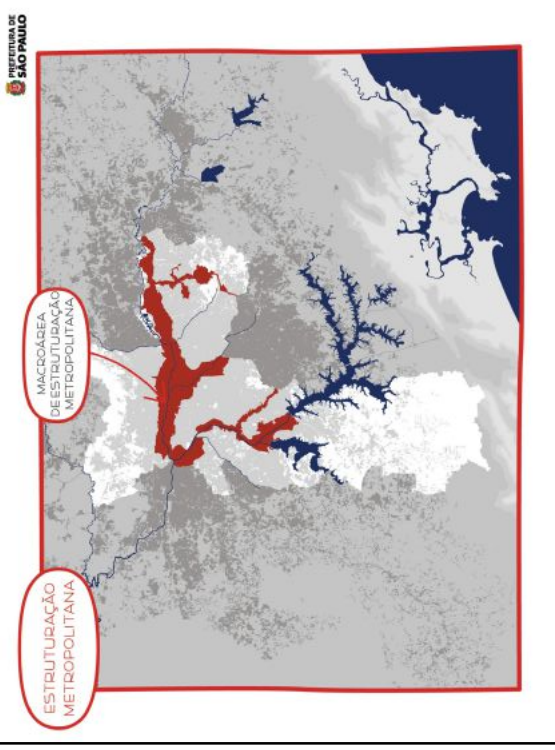 PREFEITURA DE
SÃO PAULO
MACROÁREA
DE ESTRUTURAÇÃO
METROPOLITANA
ESTRUTURAÇÃO
METROPOLITANA